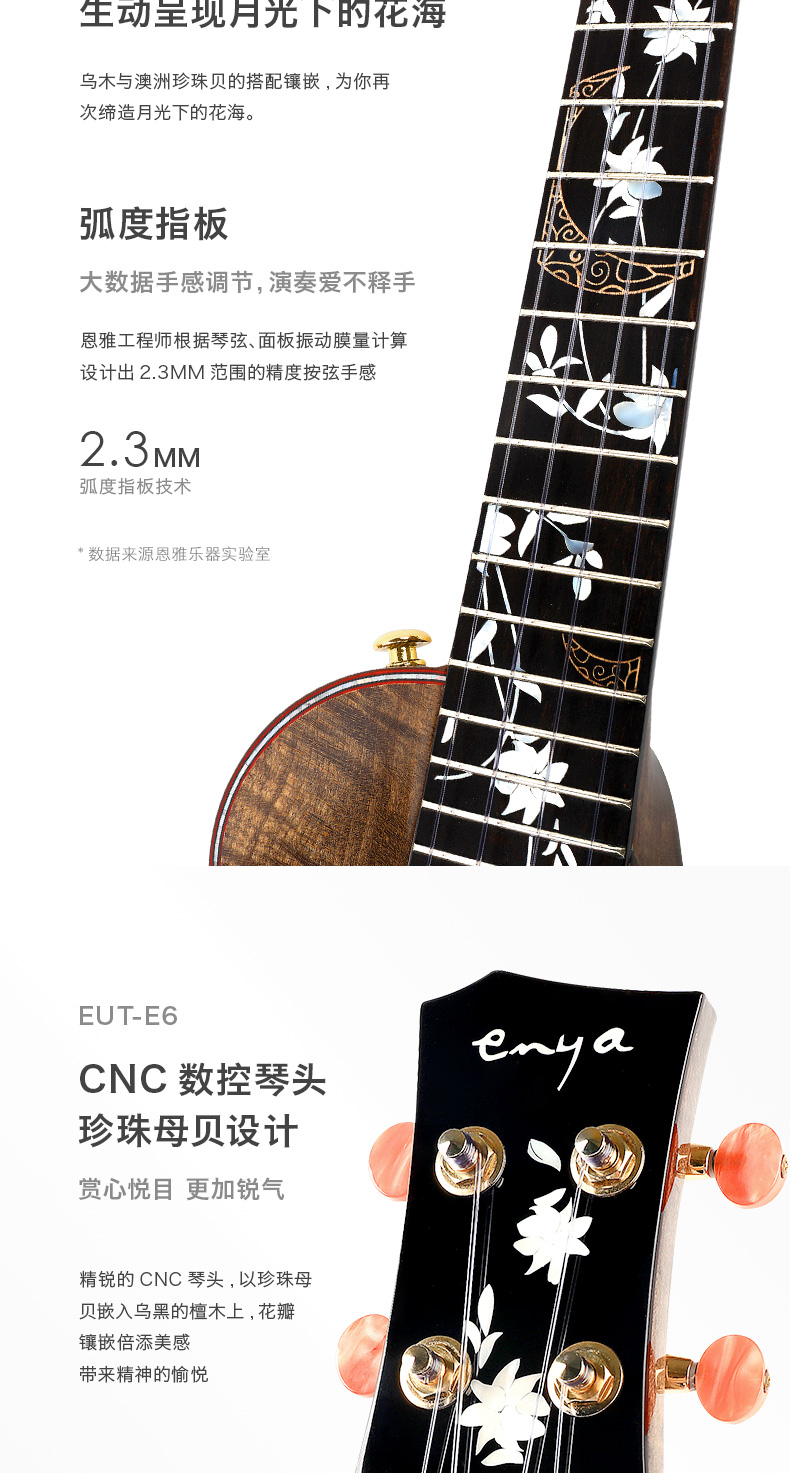 生动呈现月光下的花海
乌木与澳洲珍珠贝的搭配镶嵌，为你再
次缔造月光下的花海。
弧度指板
大数据手感调节，演奏爱不释手
恩雅工程师根据琴弦、面板振动膜量计算
设计出 2.3MM 范围的精度按弦手感
2.3MM
弧度指板技术
* 数据来源恩雅乐器实验室
EUT-E6
enya
CNC 数控琴头
珍珠母贝设计
赏心悦目 更加锐气
精锐的 CNC 琴头，以珍珠母
贝嵌入乌黑的檀木上，花瓣
镶嵌倍添美感
带来精神的愉悦